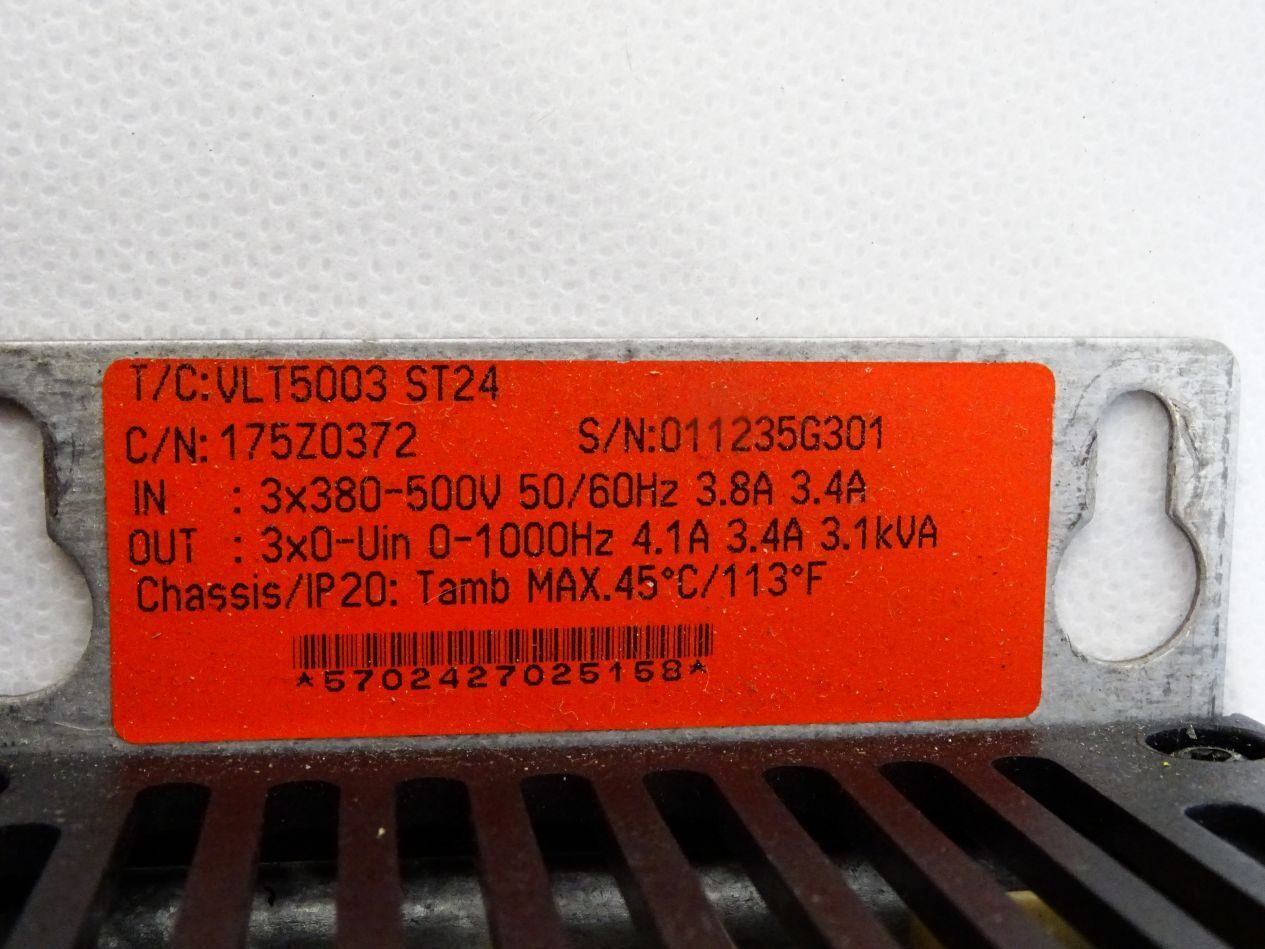 T/C:VLT5003 ST24
C/N: 175Z0372 S/N:011235G301
IN : 3x380-500V 50/60Hz 3.8A 3.4A
OUT : 3x0-Uin 0-1000Hz 4.1A 3.4A 3.1kVA
Chassis/IP20: Tamb MAX.45°C/113°F
*5702427025158*